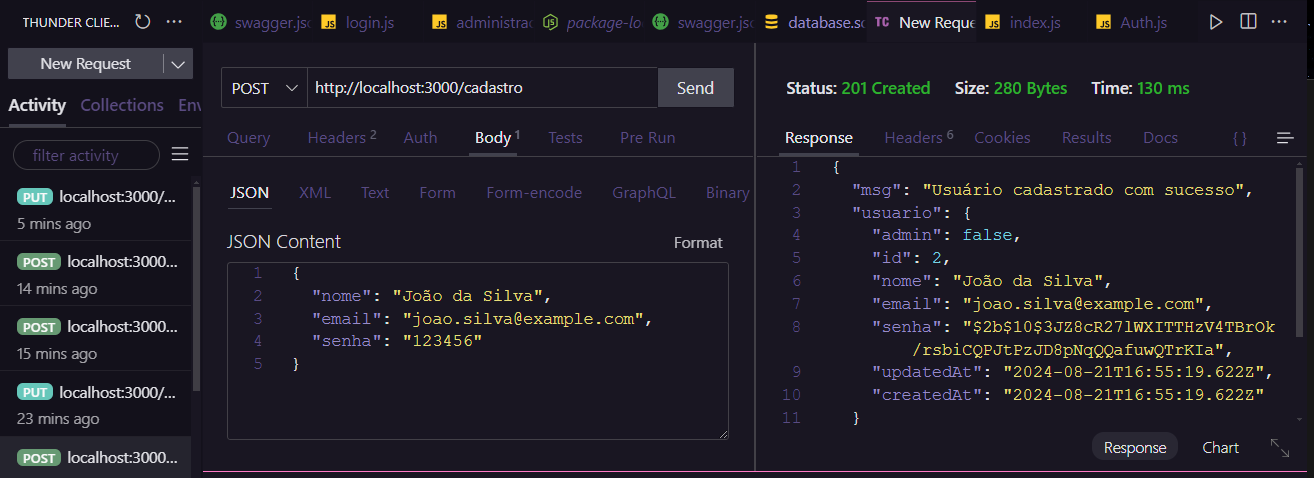 THUNDER CLIE...
swagger.jsc
login.js
administrac
package-lo
swagger.jsc
database.sc
TC New Reque
index.js
Auth.js
New Request
Activity Collections Env
filter activity
PUT localhost:3000/...
5 mins ago
POST localhost:3000...
14 mins ago
POST localhost:3000...
15 mins ago
PUT localhost:3000/...
23 mins ago
POST localhost:3000...
POST http://localhost:3000/cadastro Send
Query Headers 2 Auth Body 1 Tests Pre Run
JSON XML Text Form Form-encode GraphQL Binary
JSON Content Format
1 {
2 "nome": "João da Silva",
3 "email": "joao.silva@example.com",
4 "senha": "123456"
5 }
Status: 201 Created Size: 280 Bytes Time: 130 ms
Response Headers 6 Cookies Results Docs { }
1 {
2 "msg": "Usuário cadastrado com sucesso",
3 "usuario": {
4 "admin": false,
5 "id": 2,
6 "nome": "João da Silva",
7 "email": "joao.silva@example.com",
8 "senha": "$2b$10$3JZ8cR27lWXITTHzV4TBrOk
/rsbiCQPJtPzJD8pNqQQafuwQTrKIa",
9 "updatedAt": "2024-08-21T16:55:19.622Z",
10 "createdAt": "2024-08-21T16:55:19.622Z"
11 }
Response Chart